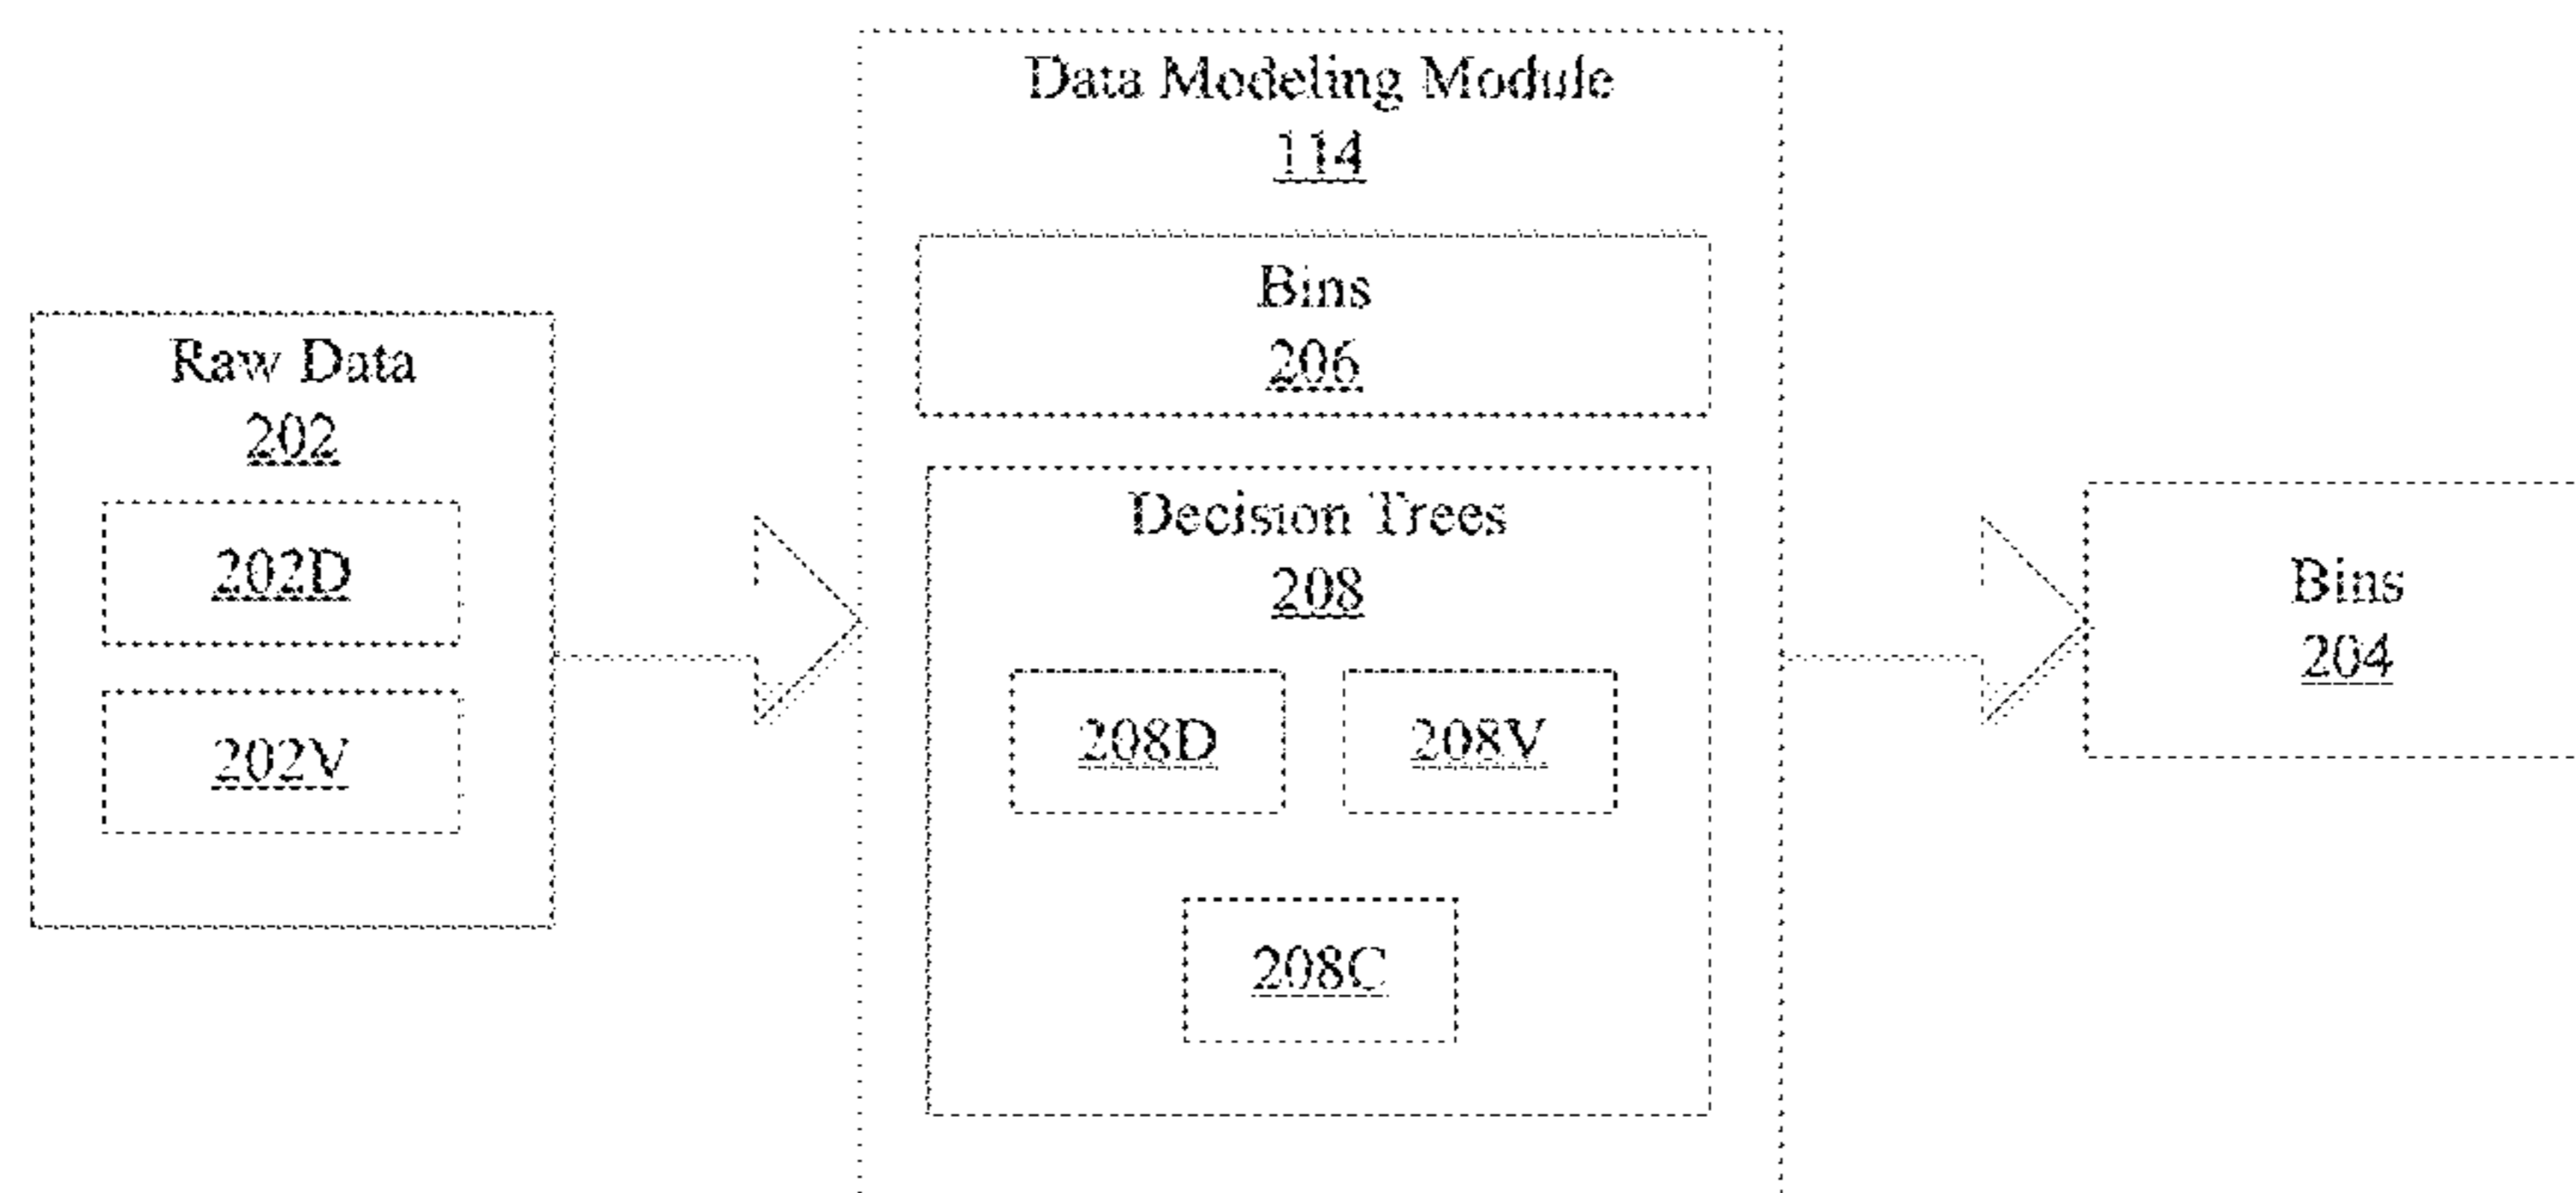 Raw Data
202
202D
202V
Data Modeling Module
114
Bins
206
Decision Trees
208
208D
208V
208C
Bins
204